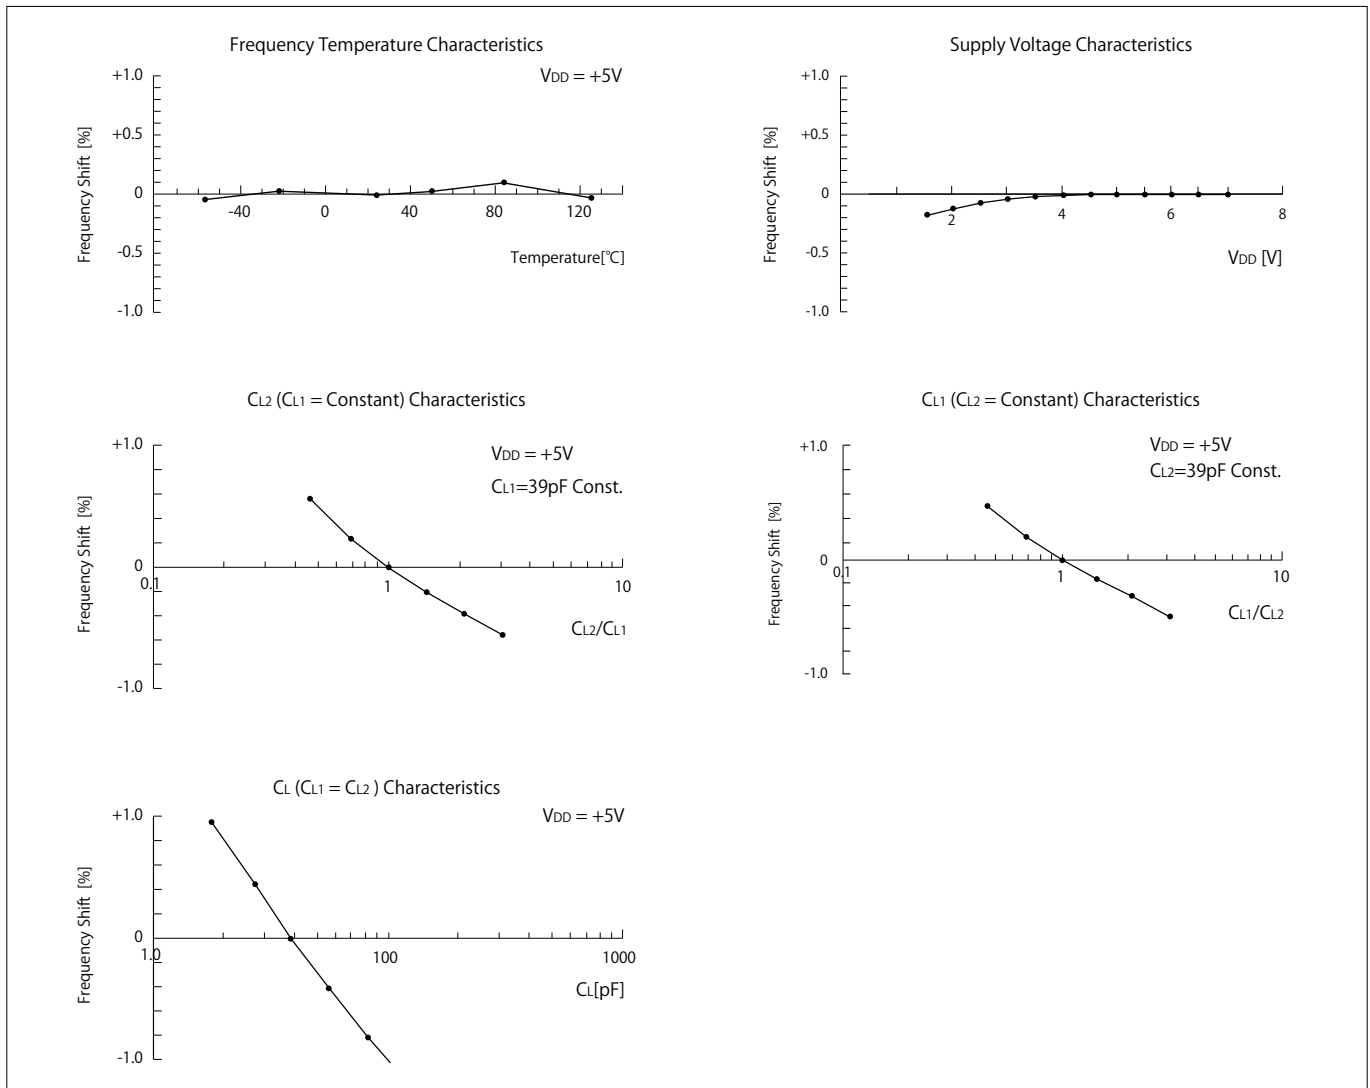 Frequency Temperature Characteristics
VDD = +5V
+1.0
+0.5
0
-0.5
-1.0
Frequency Shift [%]
-40 0 40 80 120
Temperature[℃]
Supply Voltage Characteristics
+1.0
+0.5
0
-0.5
-1.0
Frequency Shift [%]
2 4 6 8
VDD [V]
CL2 (CL1 = Constant) Characteristics
VDD = +5V
CL1=39pF Const.
+1.0
0
-1.0
Frequency Shift [%]
0.1 1 10
CL2/CL1
CL1 (CL2 = Constant) Characteristics
VDD = +5V
CL2=39pF Const.
+1.0
0
-1.0
Frequency Shift [%]
0.1 1 10
CL1/CL2
CL (CL1 = CL2 ) Characteristics
VDD = +5V
+1.0
0
-1.0
Frequency Shift [%]
1.0 100 1000
CL[pF]